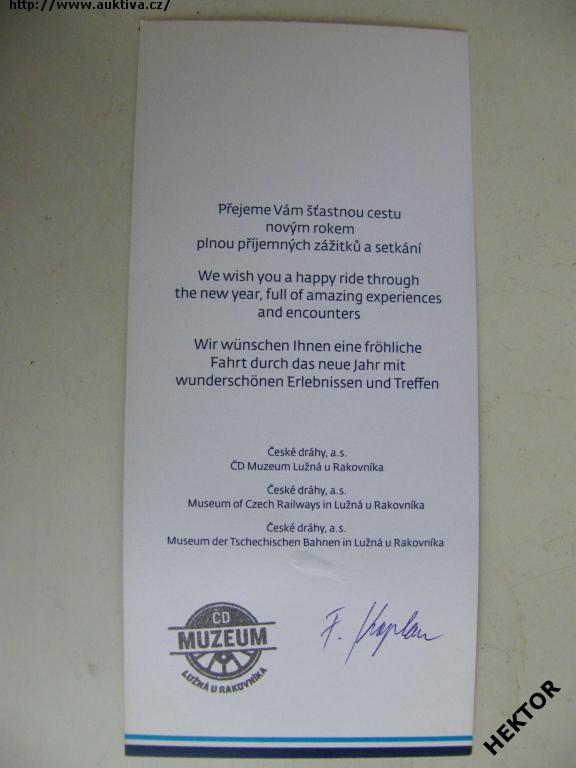 http://www.auktiva.cz/
Přejeme Vám šťastnou cestu
novým rokem
plnou příjemných zážitků a setkání
We wish you a happy ride through
the new year, full of amazing experiences
and encounters
Wir wünschen Ihnen eine fröhliche
Fahrt durch das neue Jahr mit
wunderschönen Erlebnissen und Treffen
České dráhy, a.s.
ČD Muzeum Lužná u Rakovníka
České dráhy, a.s.
Museum of Czech Railways in Lužná u Rakovníka
České dráhy, a.s.
Museum der Tschechischen Bahnen in Lužná u Rakovníka
ČD
MUZEUM
LUŽNÁ U RAKOVNÍKA
F. Kaplan
HEKTOR